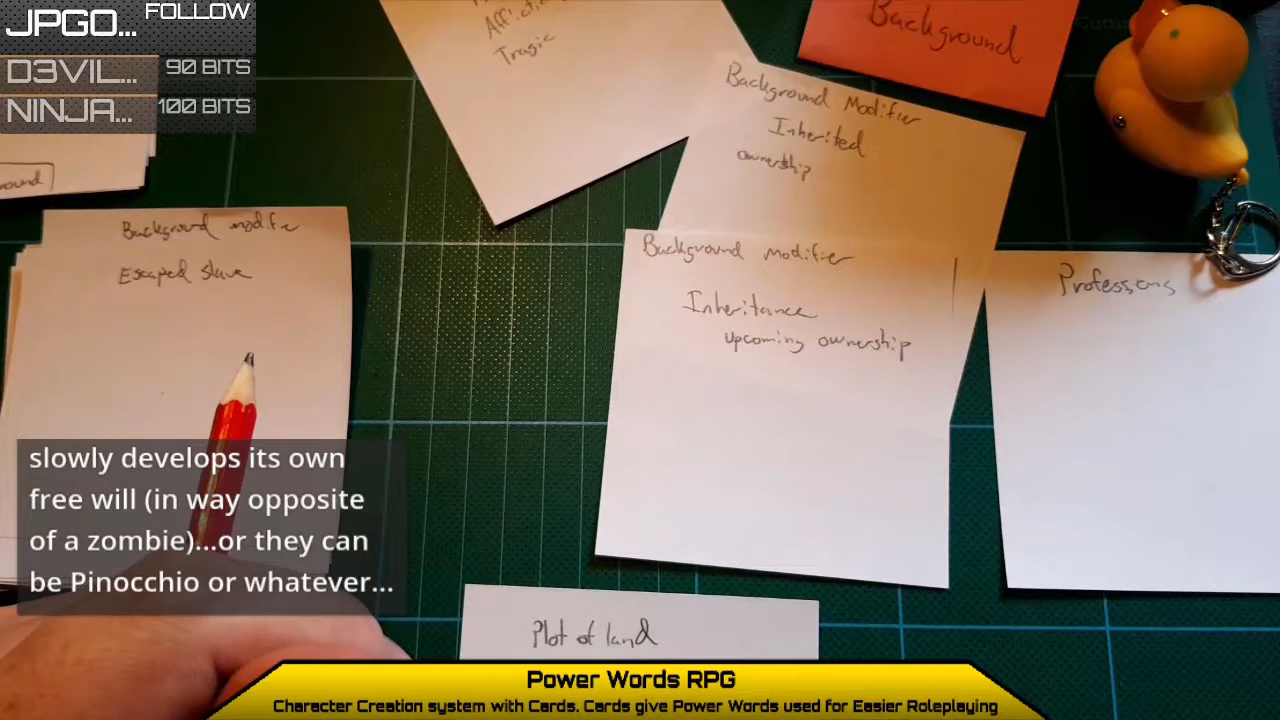 JPGO... FOLLOW
D3VIL... 90 BITS
NINJA... 100 BITS
Tragic
Background
Background Modifier
Inherited
ownership
Background modifier
Escaped slave
Background modifier
Inheritance
upcoming ownership
Professions
slowly develops its own
free will (in way opposite
of a zombie)...or they can
be Pinocchio or whatever...
Plot of land
Power Words RPG
Character Creation system with Cards. Cards give Power Words used for Easier Roleplaying